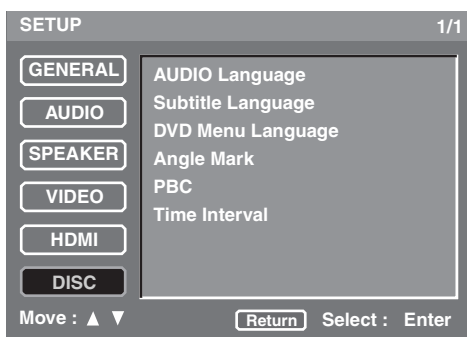 SETUP 1/1
GENERAL
AUDIO
SPEAKER
VIDEO
HDMI
DISC
AUDIO Language
Subtitle Language
DVD Menu Language
Angle Mark
PBC
Time Interval
Move : ▲ ▼ Return Select : Enter